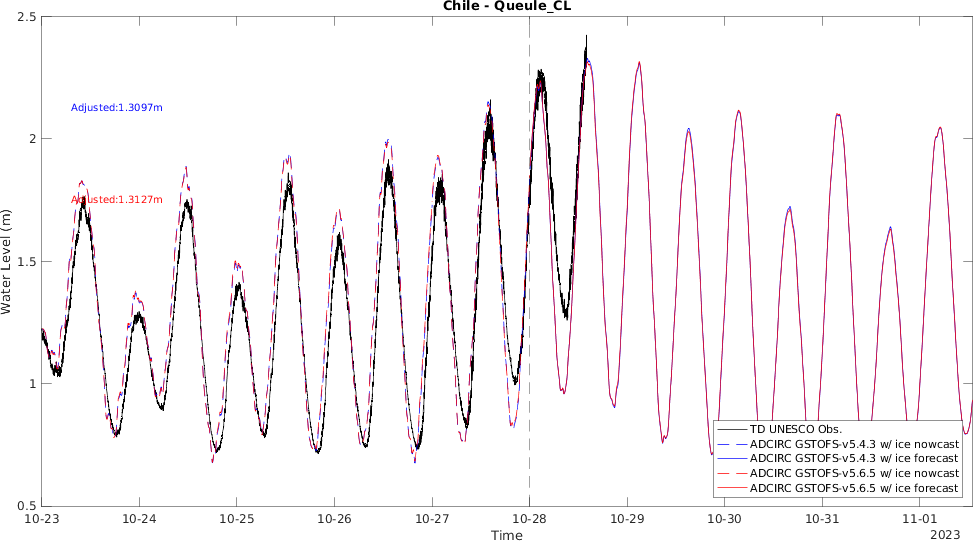 Chile - Queule_CL
2.5
2
1.5
1
0.5
Water Level (m)
Adjusted:1.3097m
Adjusted:1.3127m
TD UNESCO Obs.
ADCIRC GSTOFS-v5.4.3 w/ ice nowcast
ADCIRC GSTOFS-v5.4.3 w/ ice forecast
ADCIRC GSTOFS-v5.6.5 w/ ice nowcast
ADCIRC GSTOFS-v5.6.5 w/ ice forecast
10-23 10-24 10-25 10-26 10-27 10-28 10-29 10-30 10-31 11-01
Time
2023